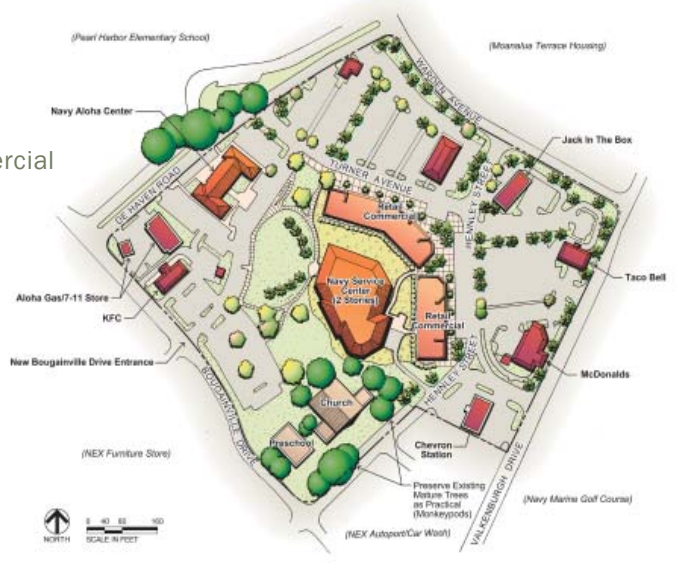 (Pearl Harbor Elementary School)
(Moanalua Terrace Housing)
Navy Aloha Center
WARDEN AVENUE
Jack In The Box
ercial
TURNER AVENUE
DE HAVEN ROAD
Retail
Commercial
HENNLEY STREET
Navy Service
Center
(2 Stories)
Taco Bell
Aloha Gas/7-11 Store
KFC
Retail
Commercial
New Bougainville Drive Entrance
HENNLEY STREET
McDonalds
BOUGAINVILLE DRIVE
Church
Preschool
Chevron
Station
(NEX Furniture Store)
Preserve Existing
Mature Trees
as Practical
(Monkeypods)
VALKENBURGH DRIVE
(Navy Marine Golf Course)
NORTH
0 40 80 160
SCALE IN FEET
(NEX Autoport/Car Wash)